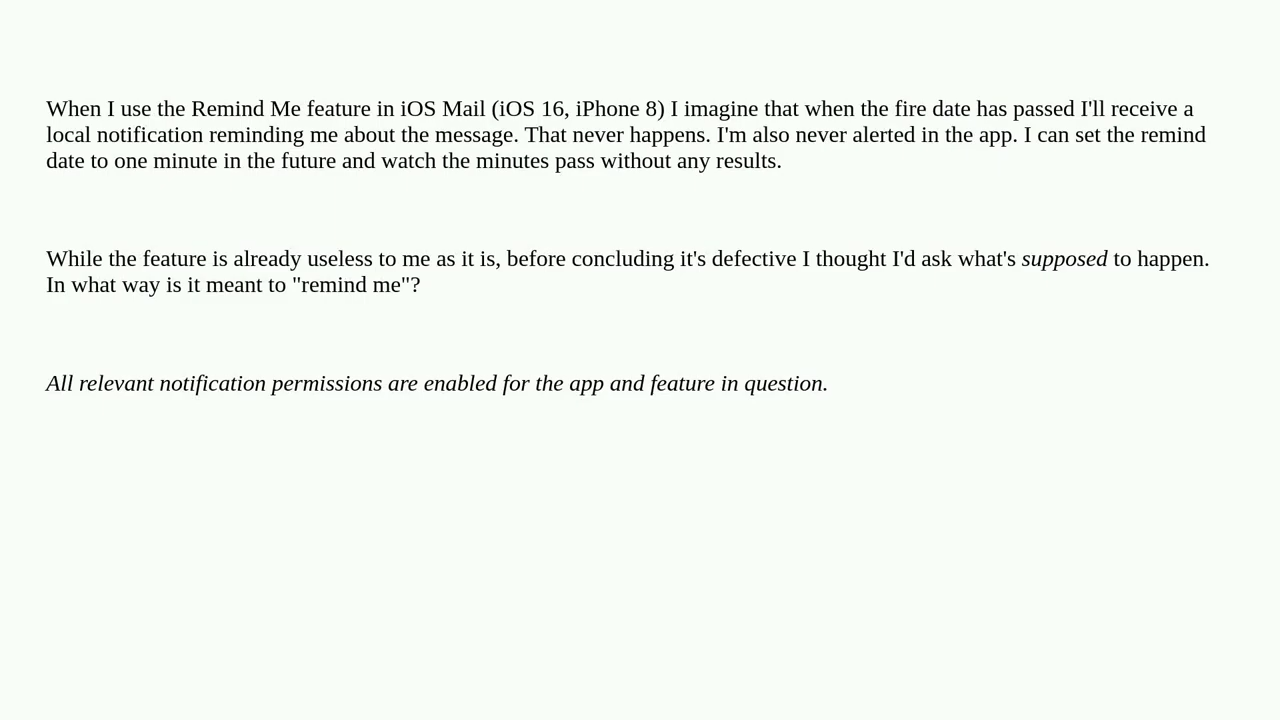 When I use the Remind Me feature in iOS Mail (iOS 16, iPhone 8) I imagine that when the fire date has passed I'll receive a
local notification reminding me about the message. That never happens. I'm also never alerted in the app. I can set the remind
date to one minute in the future and watch the minutes pass without any results.
While the feature is already useless to me as it is, before concluding it's defective I thought I'd ask what's supposed to happen.
In what way is it meant to "remind me"?
All relevant notification permissions are enabled for the app and feature in question.